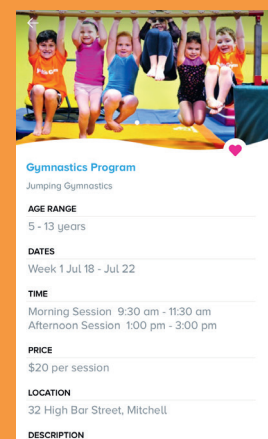 Gymnastics Program
Jumping Gymnastics
AGE RANGE
5 - 13 years
DATES
Week 1 Jul 18 - Jul 22
TIME
Morning Session 9:30 am - 11:30 am
Afternoon Session 1:00 pm - 3:00 pm
PRICE
$20 per session
LOCATION
32 High Bar Street, Mitchell
DESCRIPTION